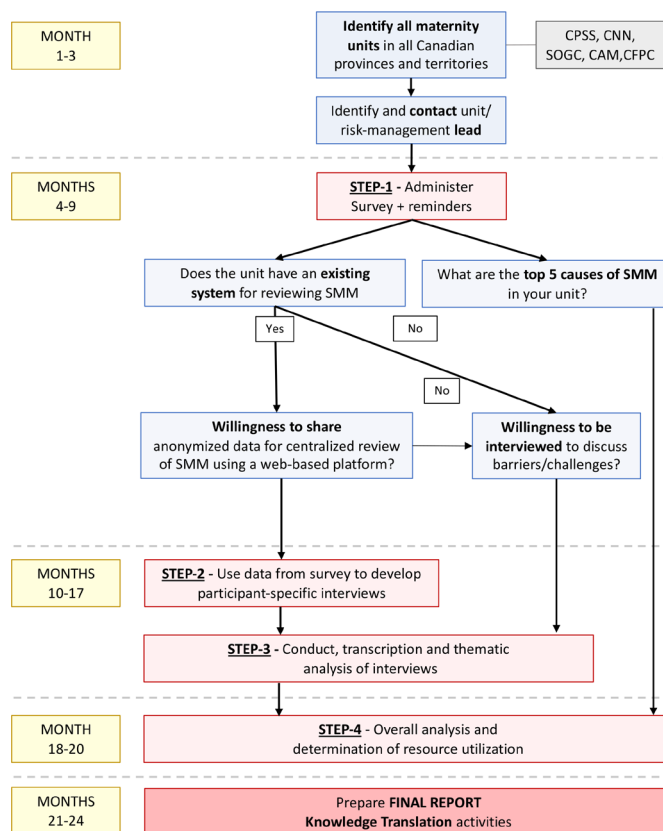 MONTH
1-3
Identify all maternity
units in all Canadian
provinces and territories
CPSS, CNN,
SOGC, CAM,CFPC
Identify and contact unit/
risk-management lead
MONTHS
4-9
STEP-1 - Administer
Survey + reminders
Does the unit have an existing
system for reviewing SMM
What are the top 5 causes of SMM
in your unit?
Yes
No
No
Willingness to share
anonymized data for centralized review
of SMM using a web-based platform?
Willingness to be
interviewed to discuss
barriers/challenges?
MONTHS
10-17
STEP-2 - Use data from survey to develop
participant-specific interviews
STEP-3 - Conduct, transcription and thematic
analysis of interviews
MONTH
18-20
STEP-4 - Overall analysis and
determination of resource utilization
MONTHS
21-24
Prepare FINAL REPORT
Knowledge Translation activities